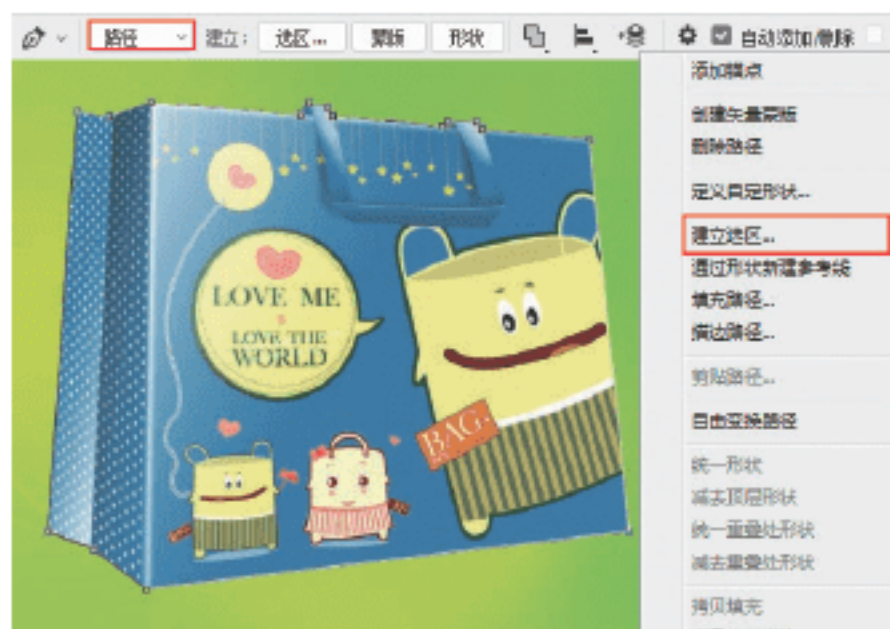 路径 建立: 选区... 蒙版 形状 自动添加/删除
添加锚点
创建矢量蒙版
删除路径
定义自定形状...
建立选区...
通过形状新建参考线
填充路径...
描边路径...
剪贴路径...
自由变换路径
统一形状
减去顶层形状
统一重叠处形状
减去重叠处形状
拷贝填充
LOVE ME
LOVE THE
WORLD
BAG.